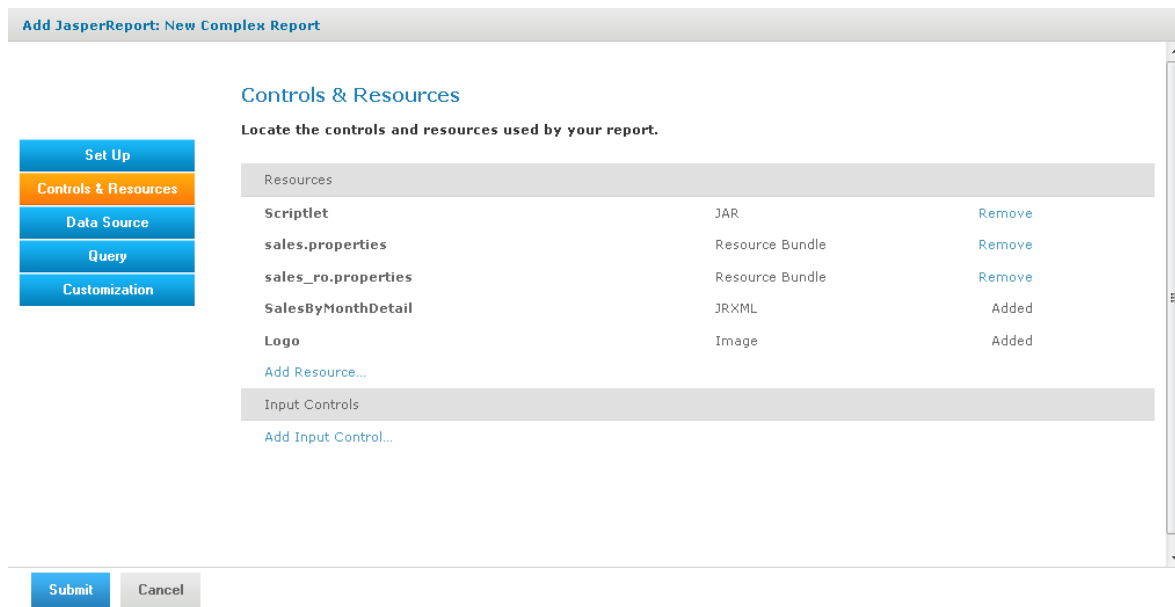 Add JasperReport: New Complex Report
Controls & Resources
Locate the controls and resources used by your report.
Set Up
Controls & Resources
Data Source
Query
Customization
Resources
Scriptlet JAR Remove
sales.properties Resource Bundle Remove
sales_ro.properties Resource Bundle Remove
SalesByMonthDetail JRXML Added
Logo Image Added
Add Resource...
Input Controls
Add Input Control...
Submit Cancel